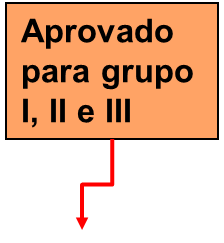 Aprovado
para grupo
I, II e III